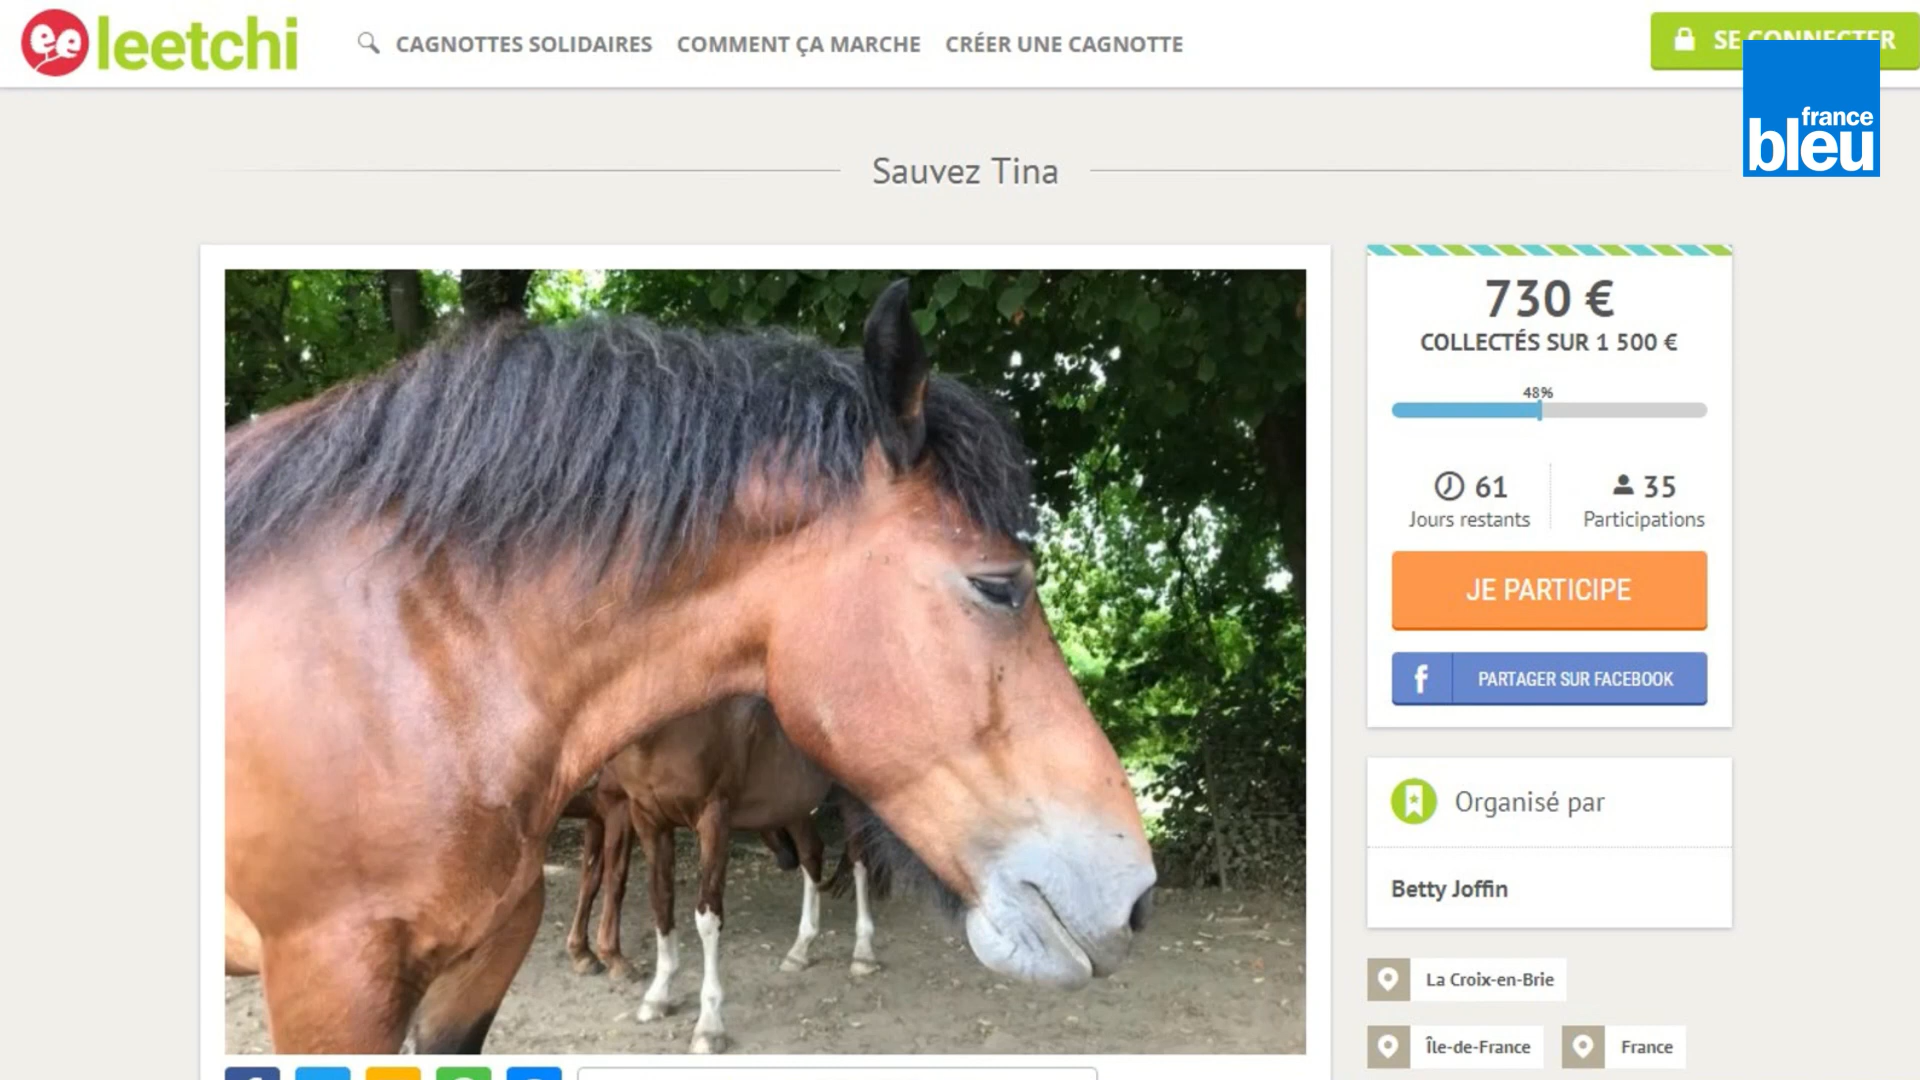 leetchi
CAGNOTTES SOLIDAIRES COMMENT ÇA MARCHE CRÉER UNE CAGNOTTE
SE CONNECTER
france
bleu
Sauvez Tina
730 €
COLLECTÉS SUR 1 500 €
48%
61
Jours restants
35
Participations
JE PARTICIPE
f PARTAGER SUR FACEBOOK
Organisé par
Betty Joffin
La Croix-en-Brie
Île-de-France
France